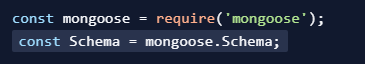 const mongoose = require('mongoose');
const Schema = mongoose.Schema;